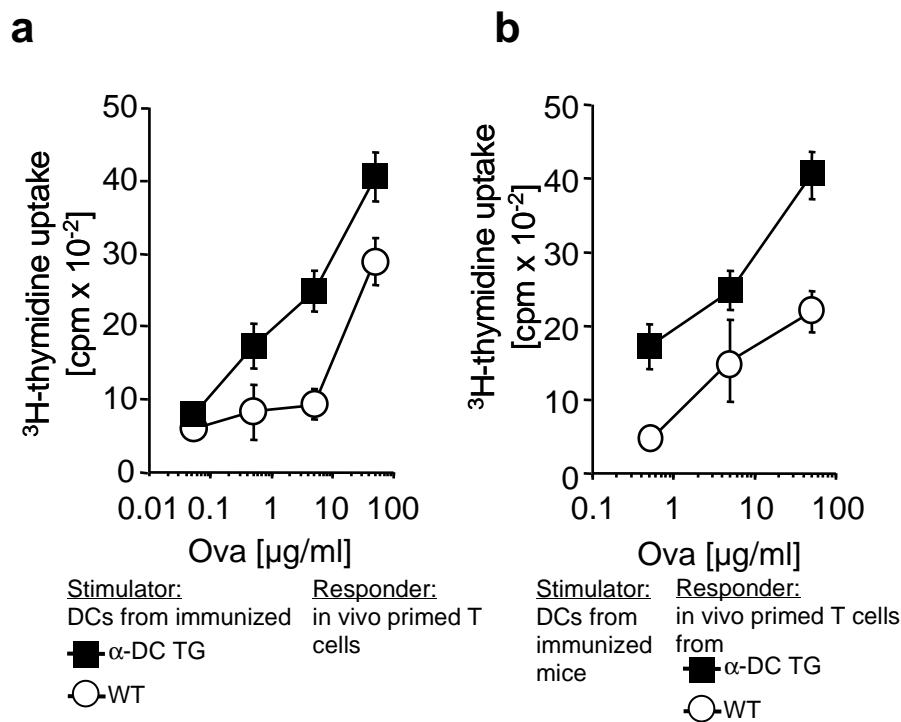 a
50
40
30
20
10
0
³H-thymidine uptake
[cpm x 10⁻²]
0.01 0.1 1 10 100
Ova [µg/ml]
Stimulator:
DCs from immunized
α-DC TG
WT
Responder:
in vivo primed T
cells
b
50
40
30
20
10
0
³H-thymidine uptake
[cpm x 10⁻²]
0.1 1 10 100
Ova [µg/ml]
Stimulator:
DCs from
immunized
mice
Responder:
in vivo primed T cells
from
α-DC TG
WT